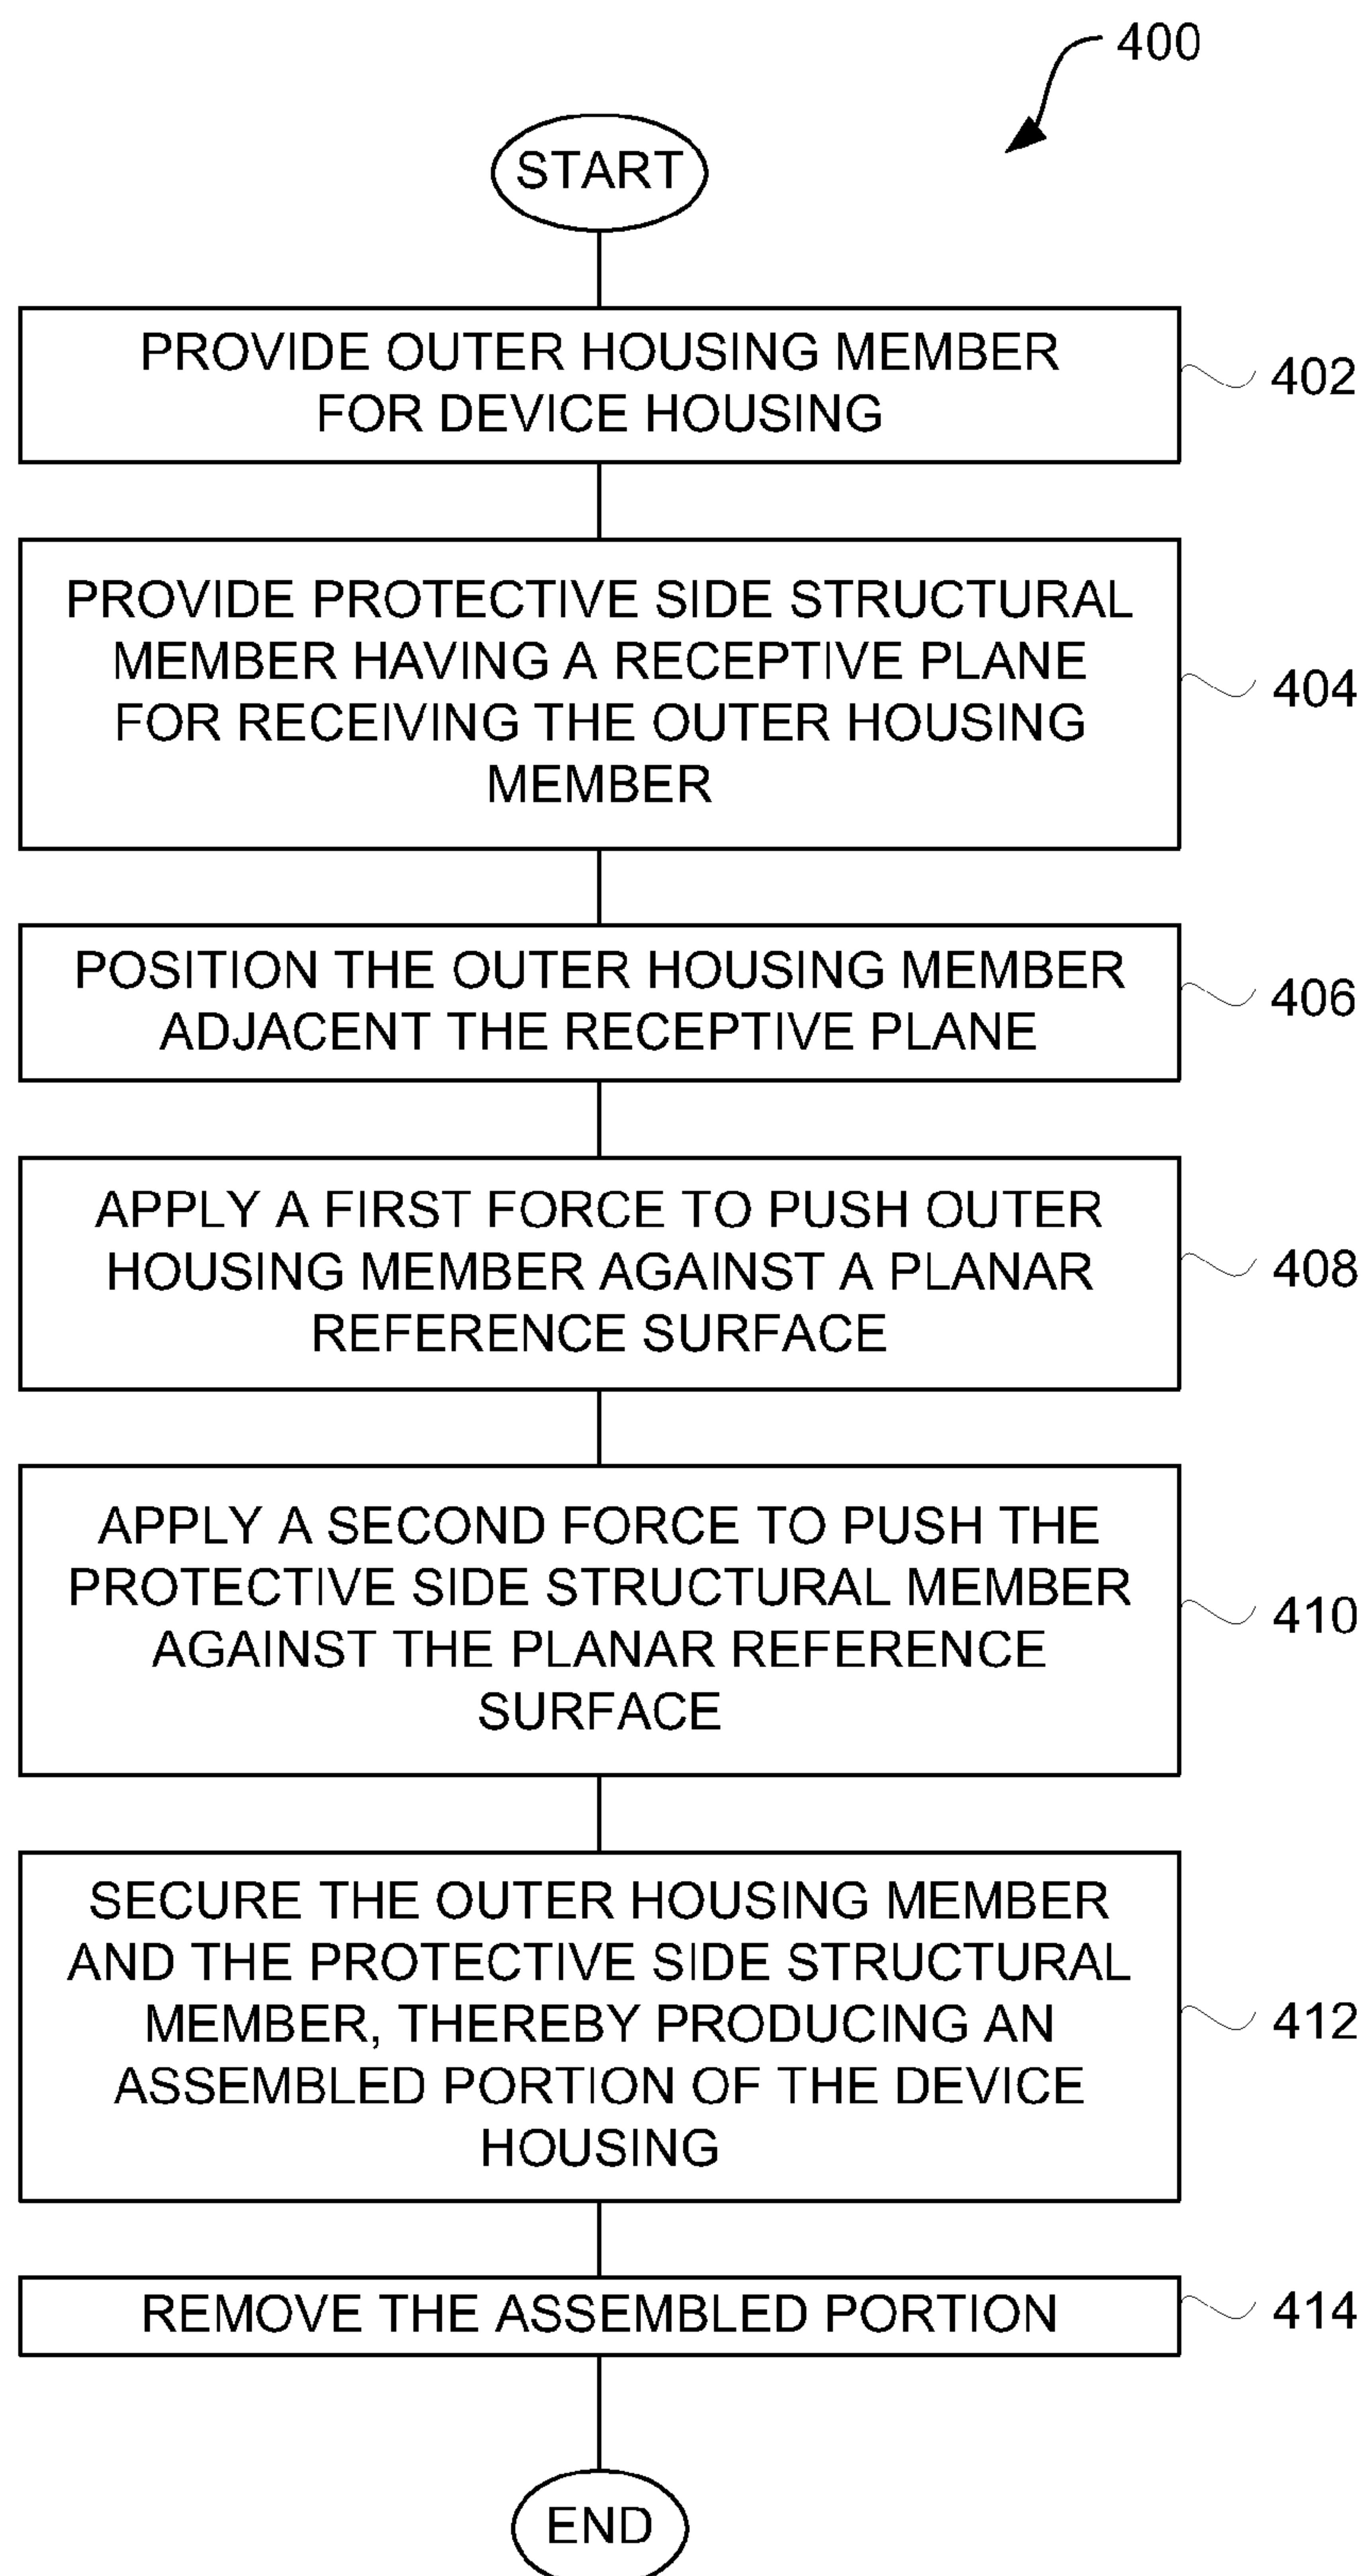 400
START
PROVIDE OUTER HOUSING MEMBER
FOR DEVICE HOUSING
402
PROVIDE PROTECTIVE SIDE STRUCTURAL
MEMBER HAVING A RECEPTIVE PLANE
FOR RECEIVING THE OUTER HOUSING
MEMBER
404
POSITION THE OUTER HOUSING MEMBER
ADJACENT THE RECEPTIVE PLANE
406
APPLY A FIRST FORCE TO PUSH OUTER
HOUSING MEMBER AGAINST A PLANAR
REFERENCE SURFACE
408
APPLY A SECOND FORCE TO PUSH THE
PROTECTIVE SIDE STRUCTURAL MEMBER
AGAINST THE PLANAR REFERENCE
SURFACE
410
SECURE THE OUTER HOUSING MEMBER
AND THE PROTECTIVE SIDE STRUCTURAL
MEMBER, THEREBY PRODUCING AN
ASSEMBLED PORTION OF THE DEVICE
HOUSING
412
REMOVE THE ASSEMBLED PORTION
414
END